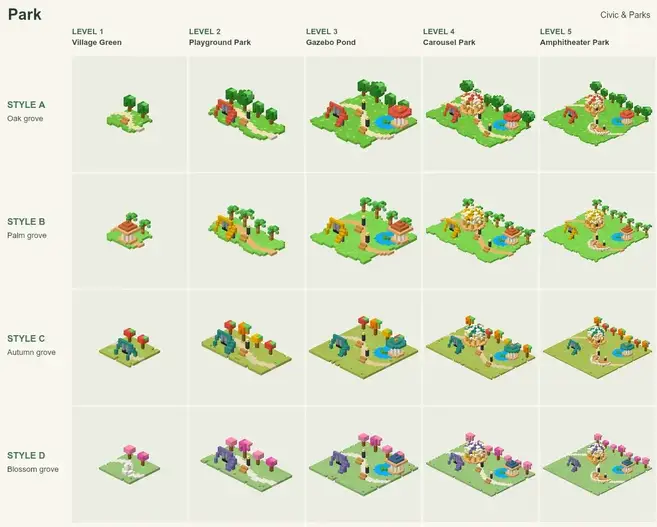 Park
Civic & Parks
LEVEL 1
Village Green
LEVEL 2
Playground Park
LEVEL 3
Gazebo Pond
LEVEL 4
Carousel Park
LEVEL 5
Amphitheater Park
STYLE A
Oak grove
STYLE B
Palm grove
STYLE C
Autumn grove
STYLE D
Blossom grove